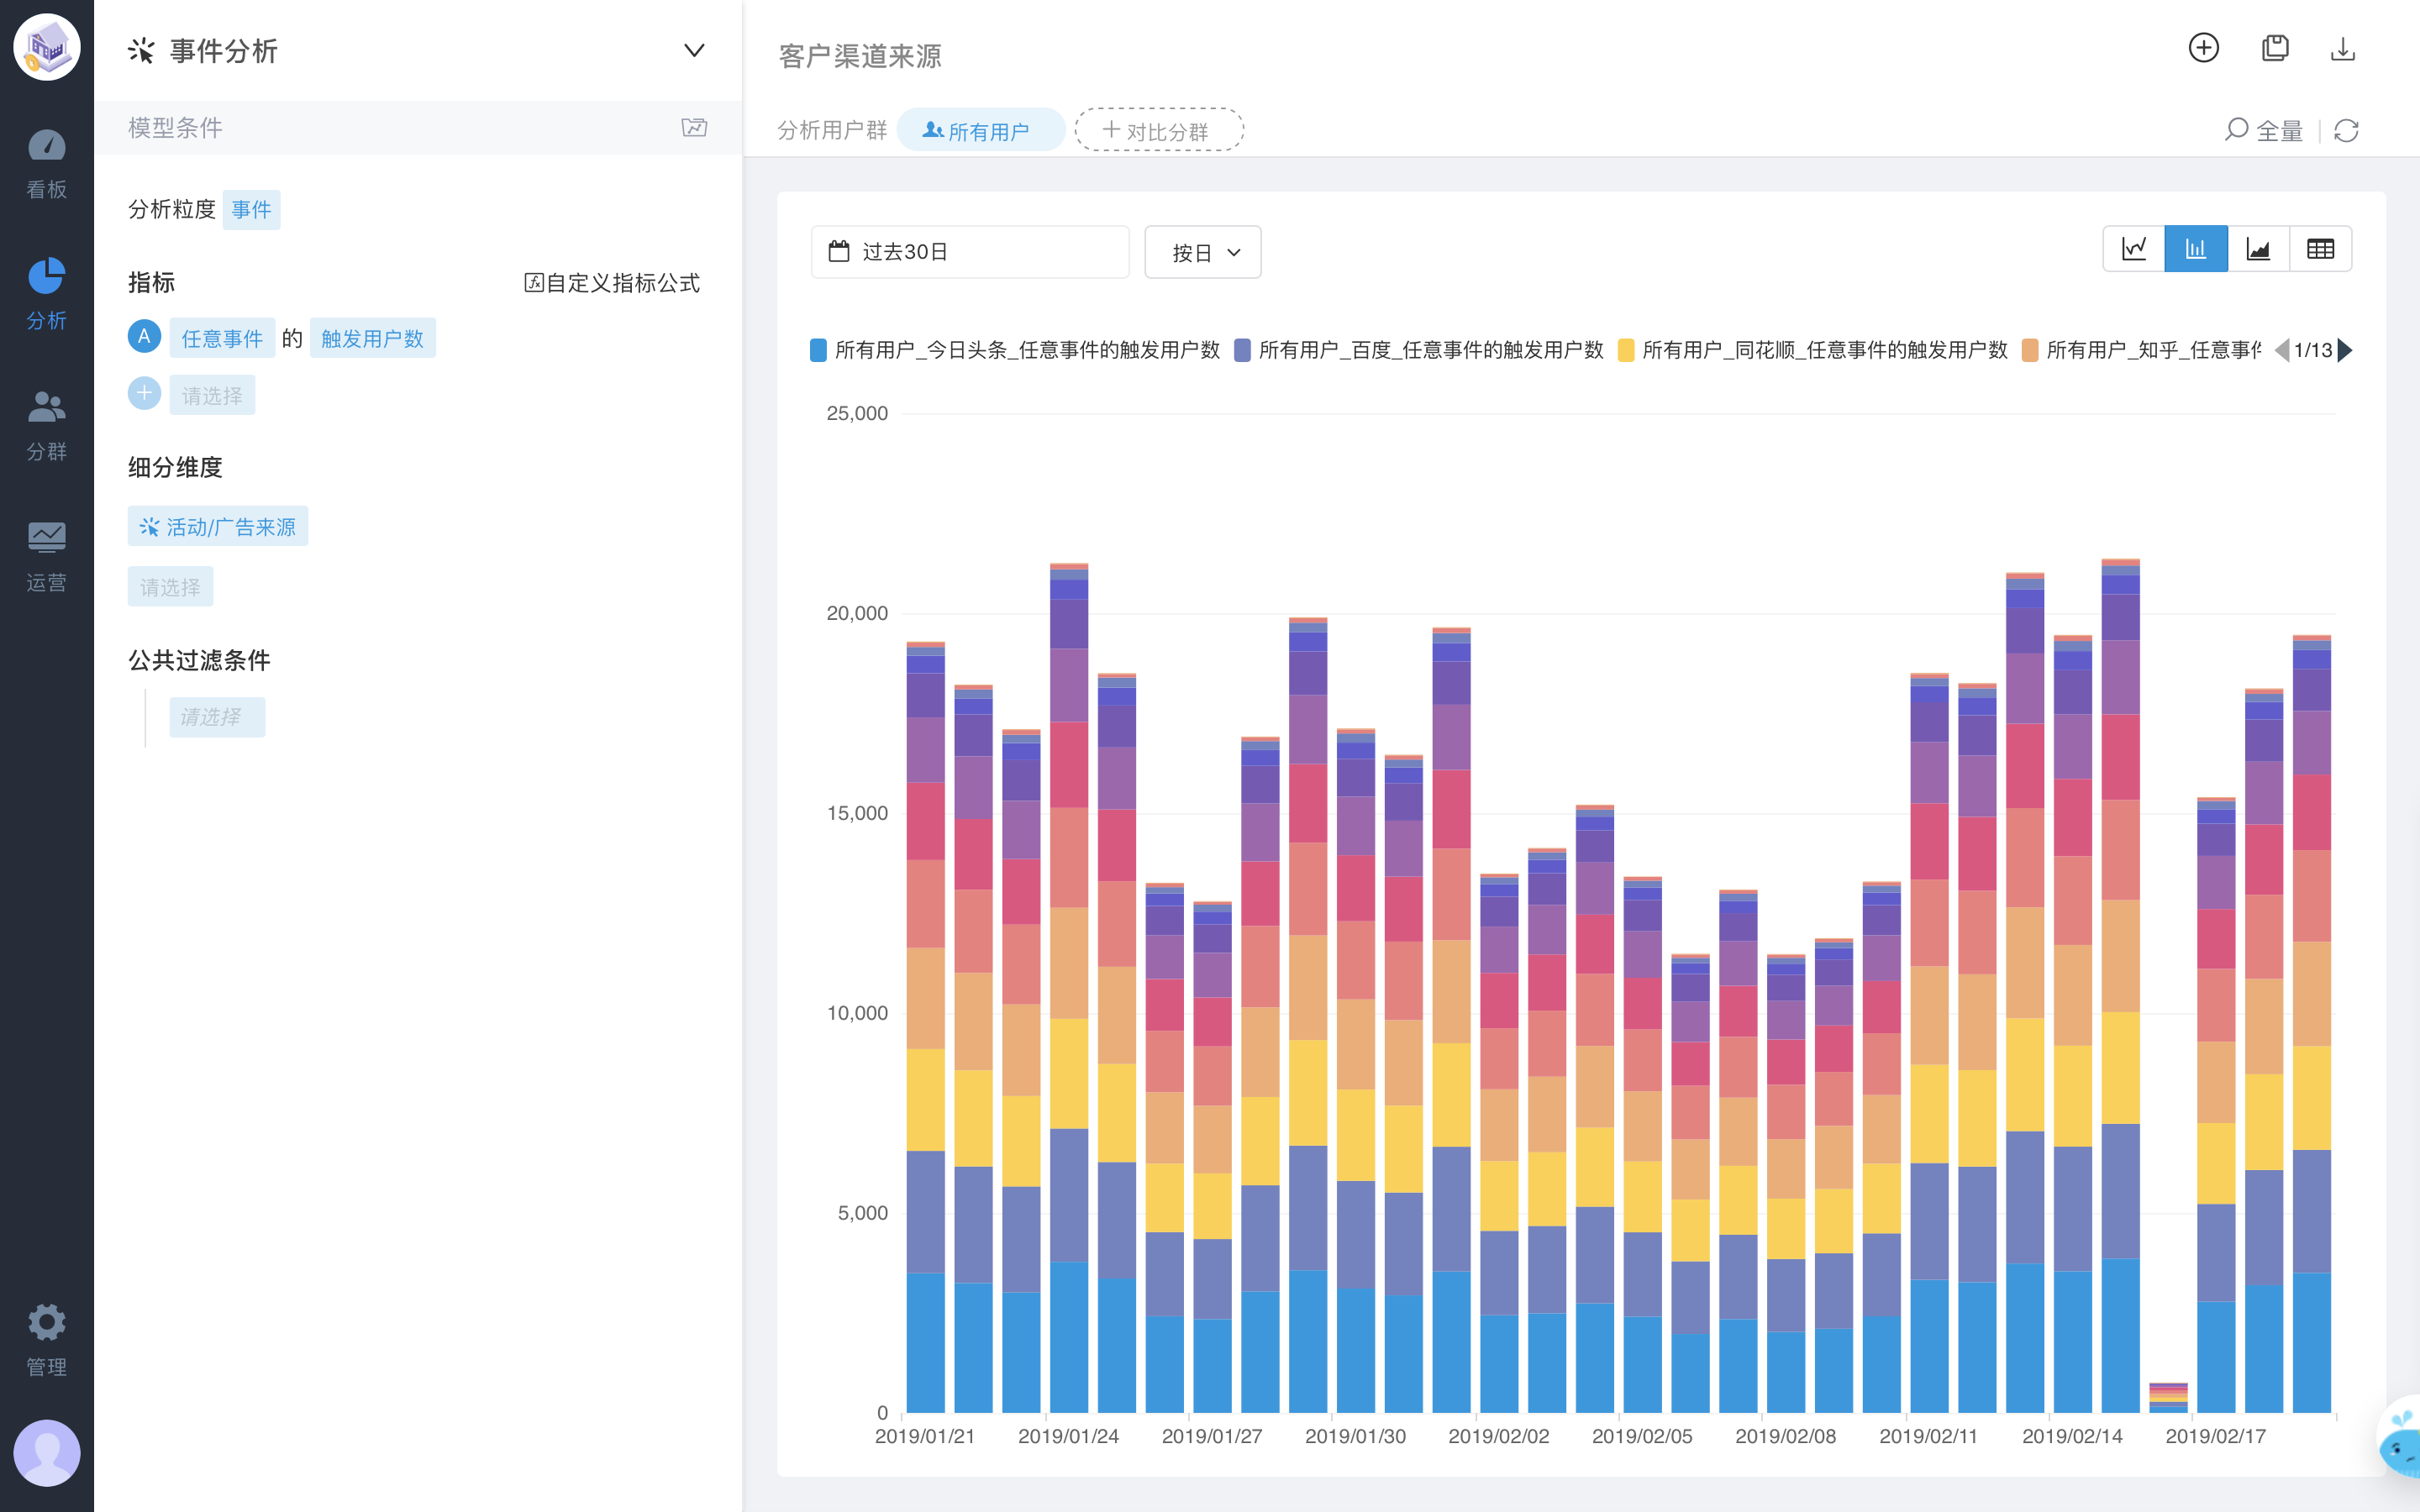 看板
分析
分群
运营
管理
事件分析
模型条件
分析粒度 事件
指标 自定义指标公式
A 任意事件 的 触发用户数
请选择
细分维度
活动/广告来源
请选择
公共过滤条件
请选择
客户渠道来源
分析用户群 所有用户 + 对比分群 全量
过去30日 按日
所有用户_今日头条_任意事件的触发用户数 所有用户_百度_任意事件的触发用户数 所有用户_同花顺_任意事件的触发用户数 所有用户_知乎_任意事 1/13
25,000
20,000
15,000
10,000
5,000
0
2019/01/21 2019/01/24 2019/01/27 2019/01/30 2019/02/02 2019/02/05 2019/02/08 2019/02/11 2019/02/14 2019/02/17